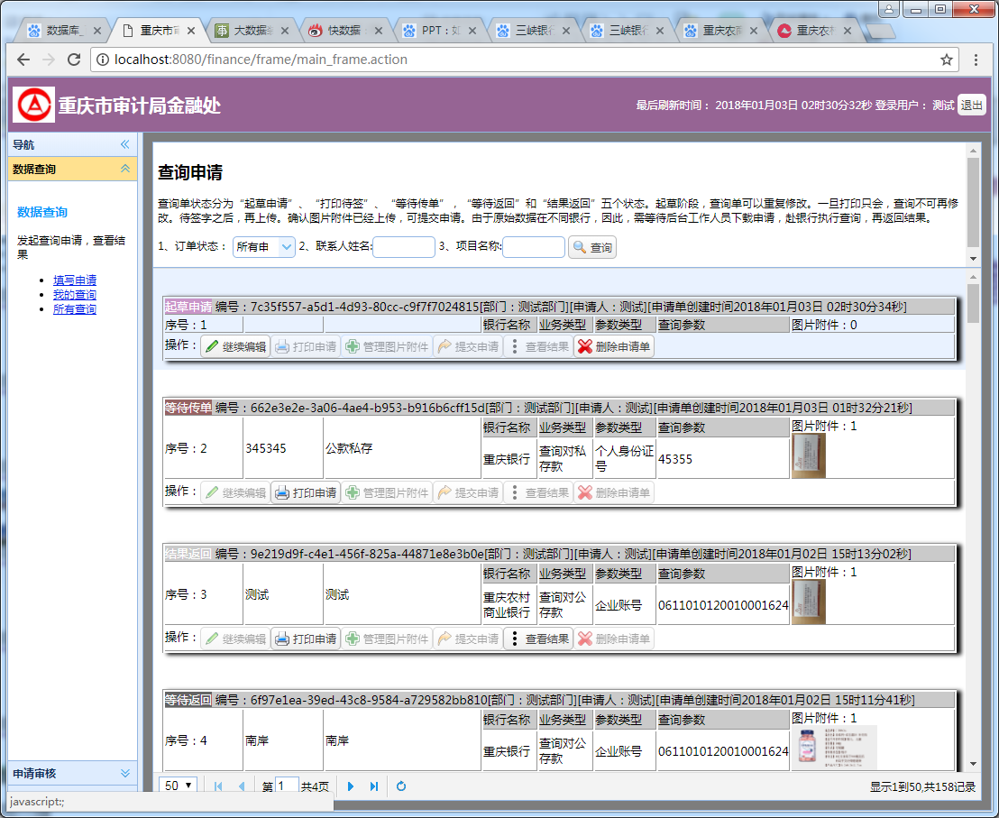 数据库_
重庆市审
大数据综
快数据
PPT：如
三峡银行
三峡银行
重庆农商
重庆农村
localhost:8080/finance/frame/main_frame.action
重庆市审计局金融处
最后刷新时间： 2018年01月03日 02时30分32秒 登录用户： 测试 退出
导航
数据查询
数据查询
发起查询申请，查看结
果
填写申请
我的查询
所有查询
申请审核
javascript:;
查询申请
查询单状态分为“起草申请”、“打印待签”、“等待传单”，“等待返回”和“结果返回”五个状态。起草阶段，查询单可以重复修改。一旦打印只会，查询不可再修
改。待签字之后，再上传。确认图片附件已经上传，可提交申请。由于原始数据在不同银行，因此，需等待后台工作人员下载申请，赴银行执行查询，再返回结果。
1、订单状态： 所有申 2、联系人姓名: 3、项目名称: 查询
起草申请 编号：7c35f557-a5d1-4d93-80cc-c9f7f7024815[部门：测试部门][申请人：测试][申请单创建时间2018年01月03日 02时30分34秒]
序号：1 银行名称 业务类型 参数类型 查询参数 图片附件：0
操作： 继续编辑 打印申请 管理图片附件 提交申请 查看结果 删除申请单
等待传单 编号：662e3e2e-3a06-4ae4-b953-b916b6cff15d[部门：测试部门][申请人：测试][申请单创建时间2018年01月03日 01时32分21秒]
银行名称 业务类型 参数类型 查询参数 图片附件：1
序号：2 345345 公款私存 重庆银行 查询对私存款 个人身份证号 45355
操作： 继续编辑 打印申请 管理图片附件 提交申请 查看结果 删除申请单
结果返回 编号：9e219d9f-c4e1-456f-825a-44871e8e3b0e[部门：测试部门][申请人：测试][申请单创建时间2018年01月02日 15时13分02秒]
银行名称 业务类型 参数类型 查询参数 图片附件：1
序号：3 测试 测试 重庆农村商业银行 查询对公存款 企业账号 0611010120010001624
操作： 继续编辑 打印申请 管理图片附件 提交申请 查看结果 删除申请单
等待返回 编号：6f97e1ea-39ed-43c8-9584-a729582bb810[部门：测试部门][申请人：测试][申请单创建时间2018年01月02日 15时11分41秒]
银行名称 业务类型 参数类型 查询参数 图片附件：1
序号：4 南岸 南岸 重庆银行 查询对公存款 企业账号 0611010120010001624
50 第 1 共4页 显示1到50,共158记录